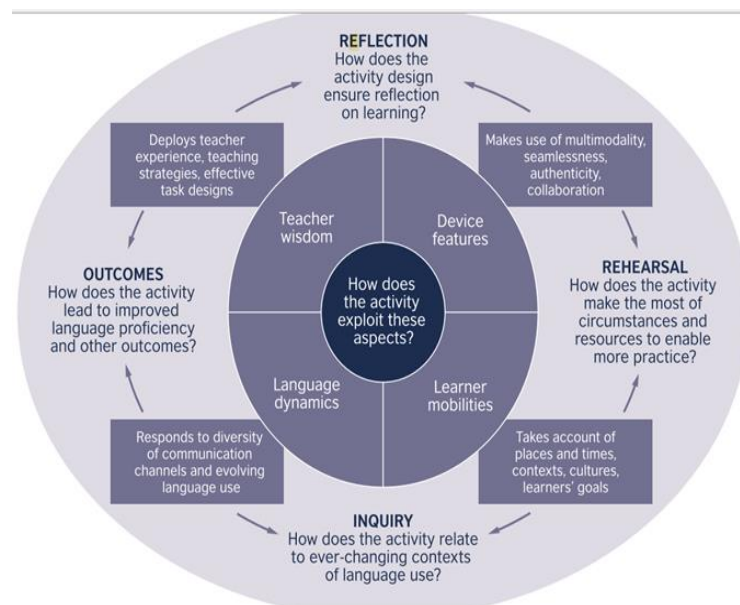 REFLECTION
How does the
activity design
ensure reflection
on learning?
Deploys teacher
experience, teaching
strategies, effective
task designs
Makes use of multimodality,
seamlessness,
authenticity,
collaboration
Teacher
wisdom
Device
features
OUTCOMES
How does the activity
lead to improved
language proficiency
and other outcomes?
How does
the activity
exploit these
aspects?
REHEARSAL
How does the activity
make the most of
circumstances and
resources to enable
more practice?
Language
dynamics
Learner
mobilities
Responds to diversity
of communication
channels and evolving
language use
Takes account of
places and times,
contexts, cultures,
learners' goals
INQUIRY
How does the activity relate
to ever-changing contexts
of language use?